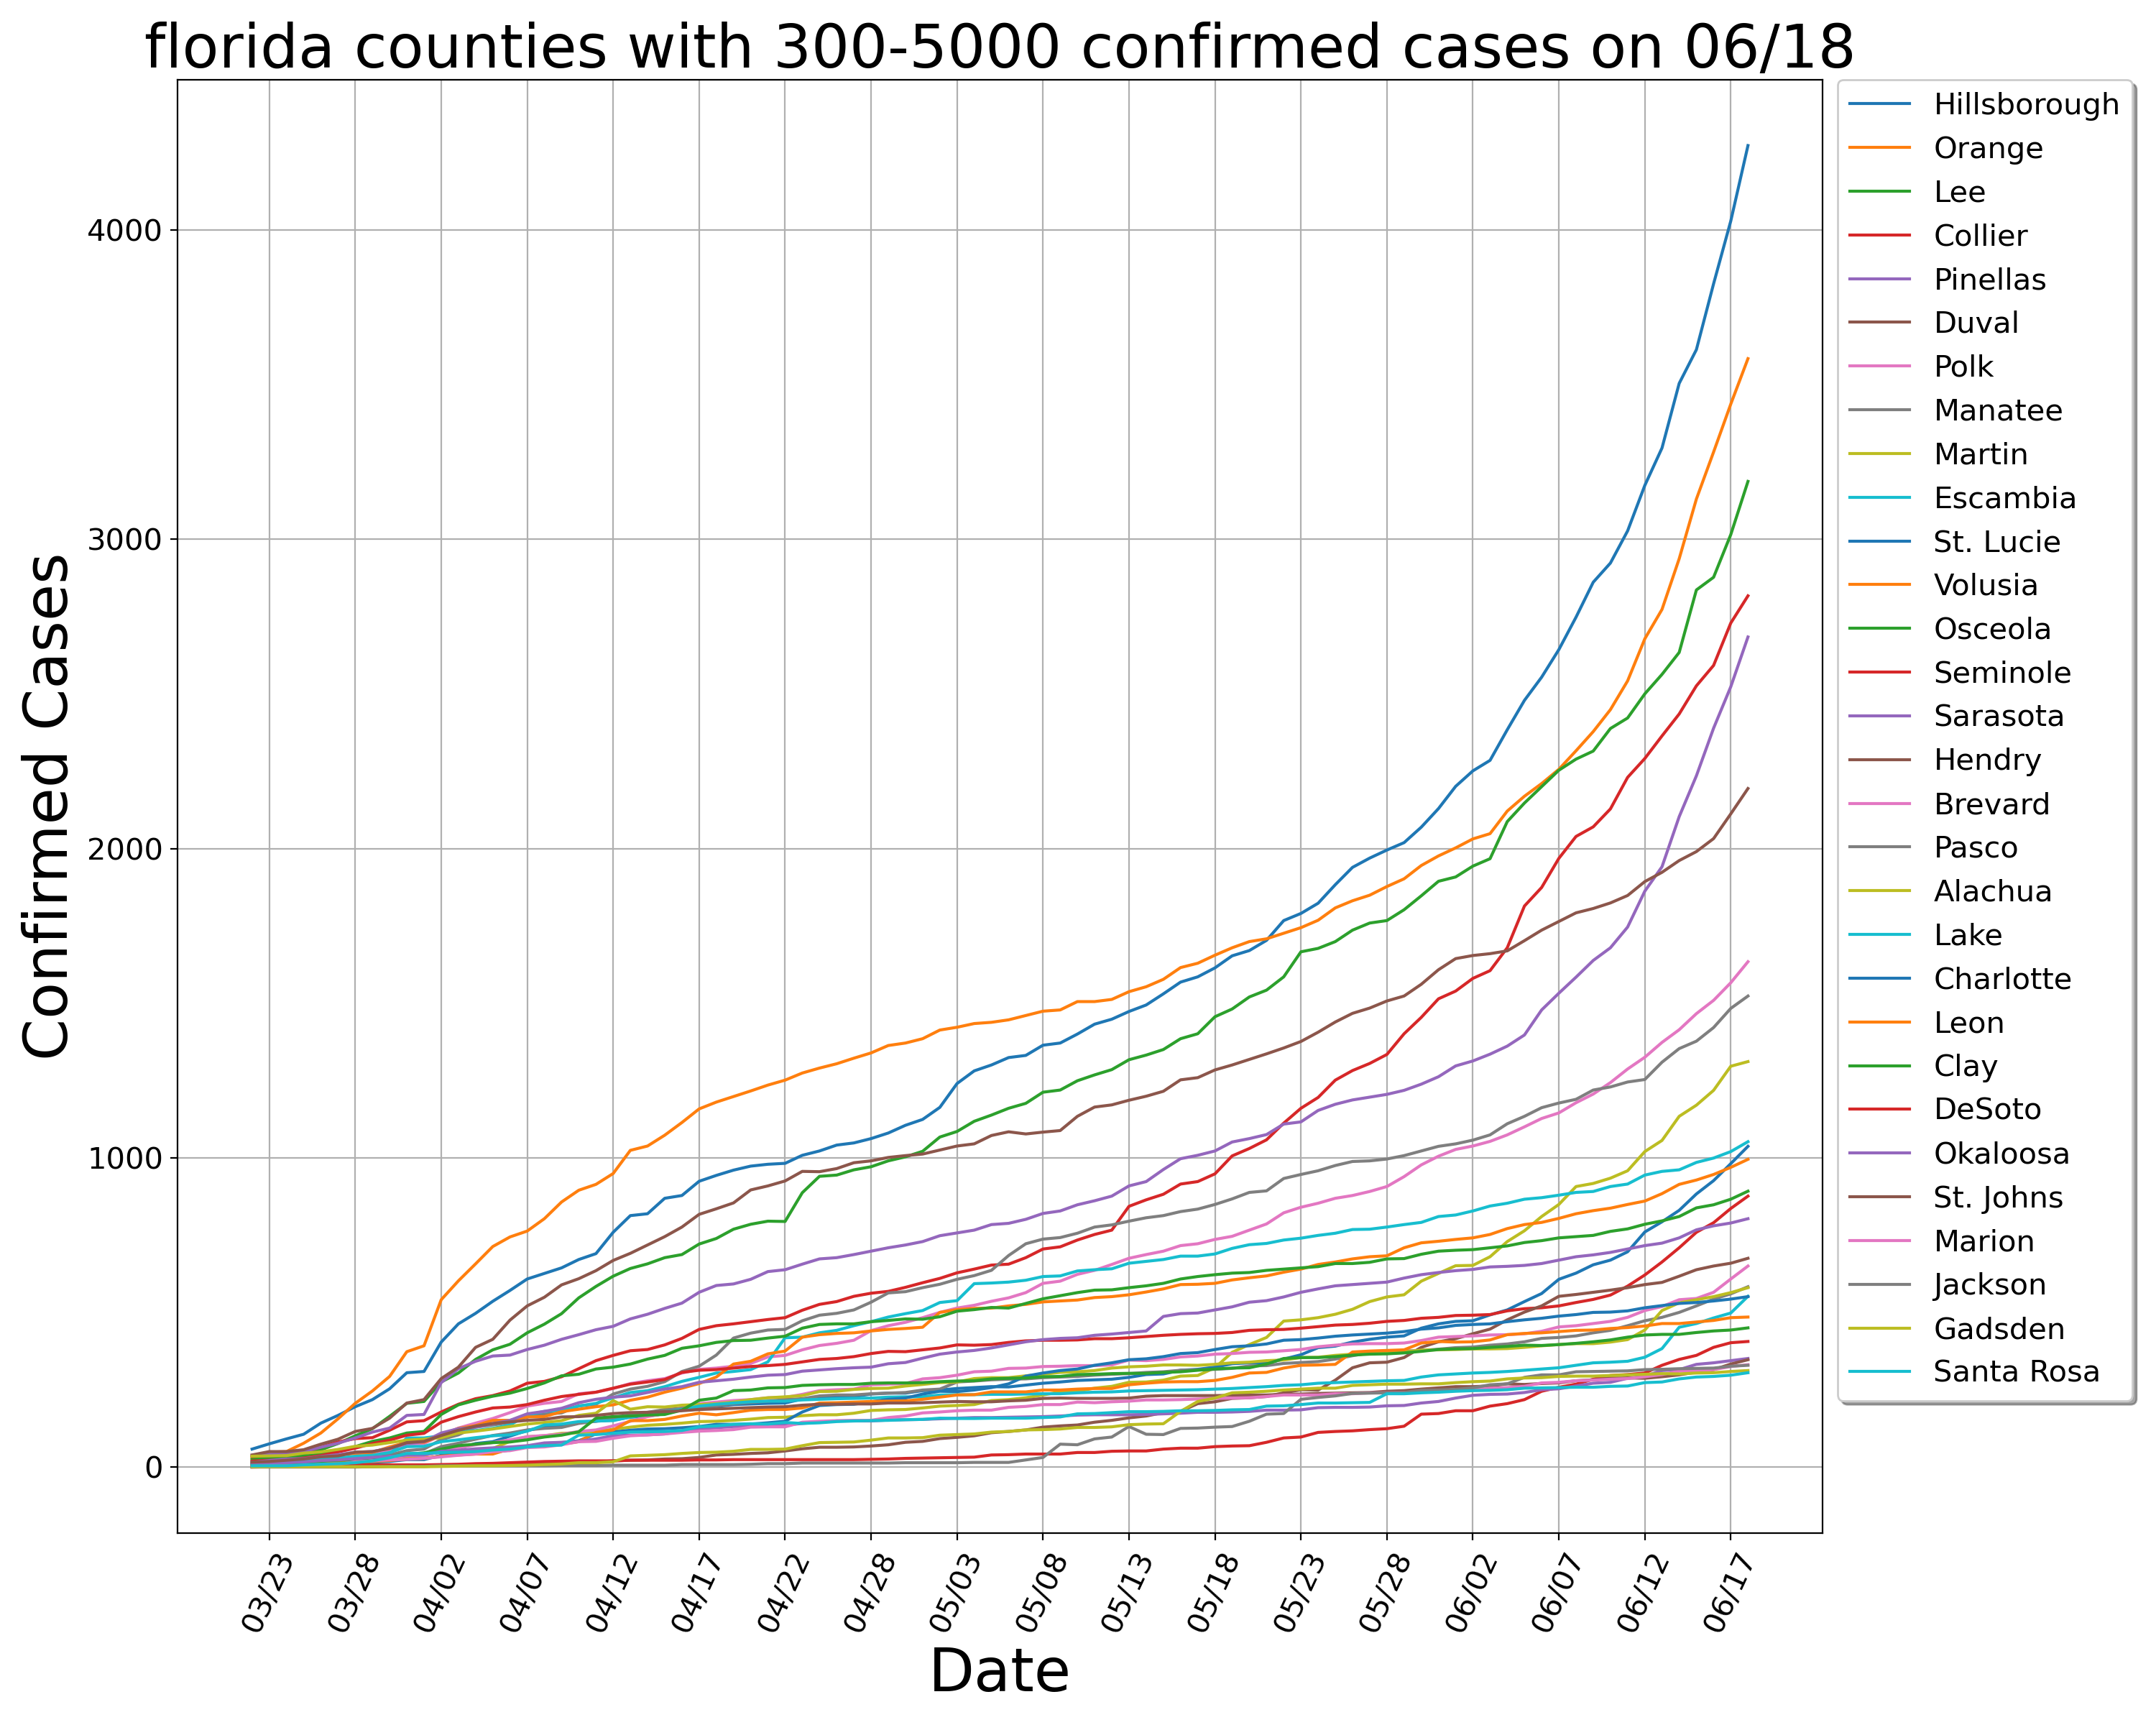 florida counties with 300-5000 confirmed cases on 06/18
Confirmed Cases
4000
3000
2000
1000
0
03/23
03/28
04/02
04/07
04/12
04/17
04/22
04/28
05/03
05/08
05/13
05/18
05/23
05/28
06/02
06/07
06/12
06/17
Date
Hillsborough
Orange
Lee
Collier
Pinellas
Duval
Polk
Manatee
Martin
Escambia
St. Lucie
Volusia
Osceola
Seminole
Sarasota
Hendry
Brevard
Pasco
Alachua
Lake
Charlotte
Leon
Clay
DeSoto
Okaloosa
St. Johns
Marion
Jackson
Gadsden
Santa Rosa